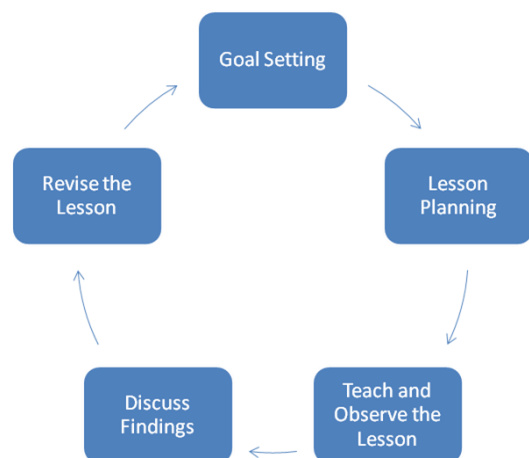 Goal Setting
Lesson
Planning
Teach and
Observe the
Lesson
Discuss
Findings
Revise the
Lesson